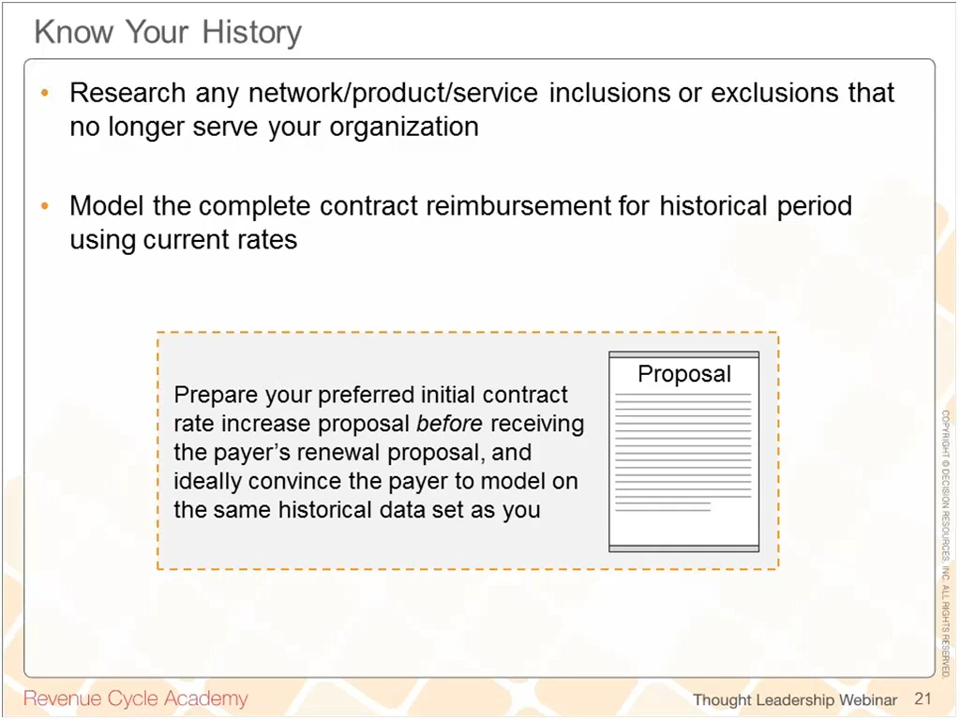 Know Your History
• Research any network/product/service inclusions or exclusions that
no longer serve your organization
• Model the complete contract reimbursement for historical period
using current rates
Prepare your preferred initial contract
rate increase proposal before receiving
the payer's renewal proposal, and
ideally convince the payer to model on
the same historical data set as you
Proposal
COPYRIGHT © DECISION RESOURCES, INC. ALL RIGHTS RESERVED.
Revenue Cycle Academy
Thought Leadership Webinar 21